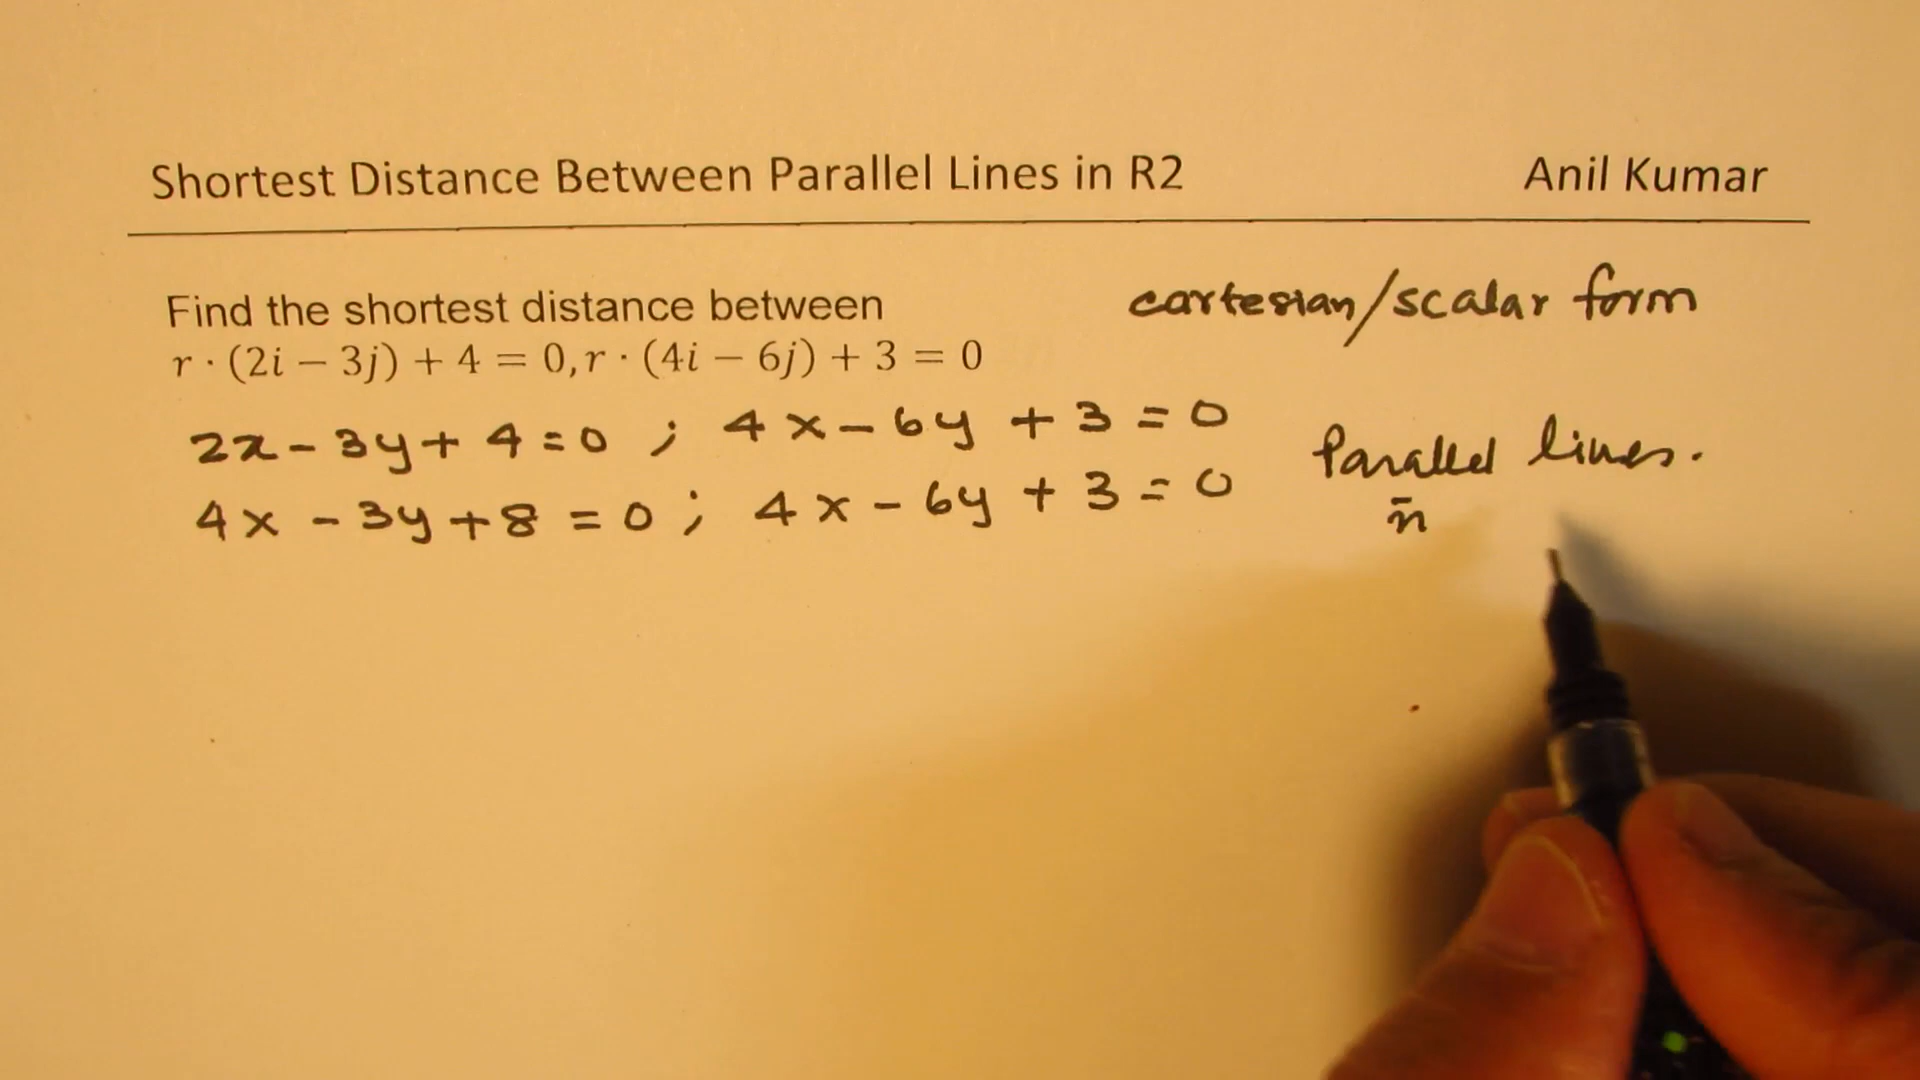 Shortest Distance Between Parallel Lines in R2 Anil Kumar
Find the shortest distance between cartesian/scalar form
r · (2i − 3j) + 4 = 0, r · (4i − 6j) + 3 = 0
2x - 3y + 4 = 0 ; 4x - 6y + 3 = 0 Parallel lines.
4x - 3y + 8 = 0 ; 4x - 6y + 3 = 0 n̄